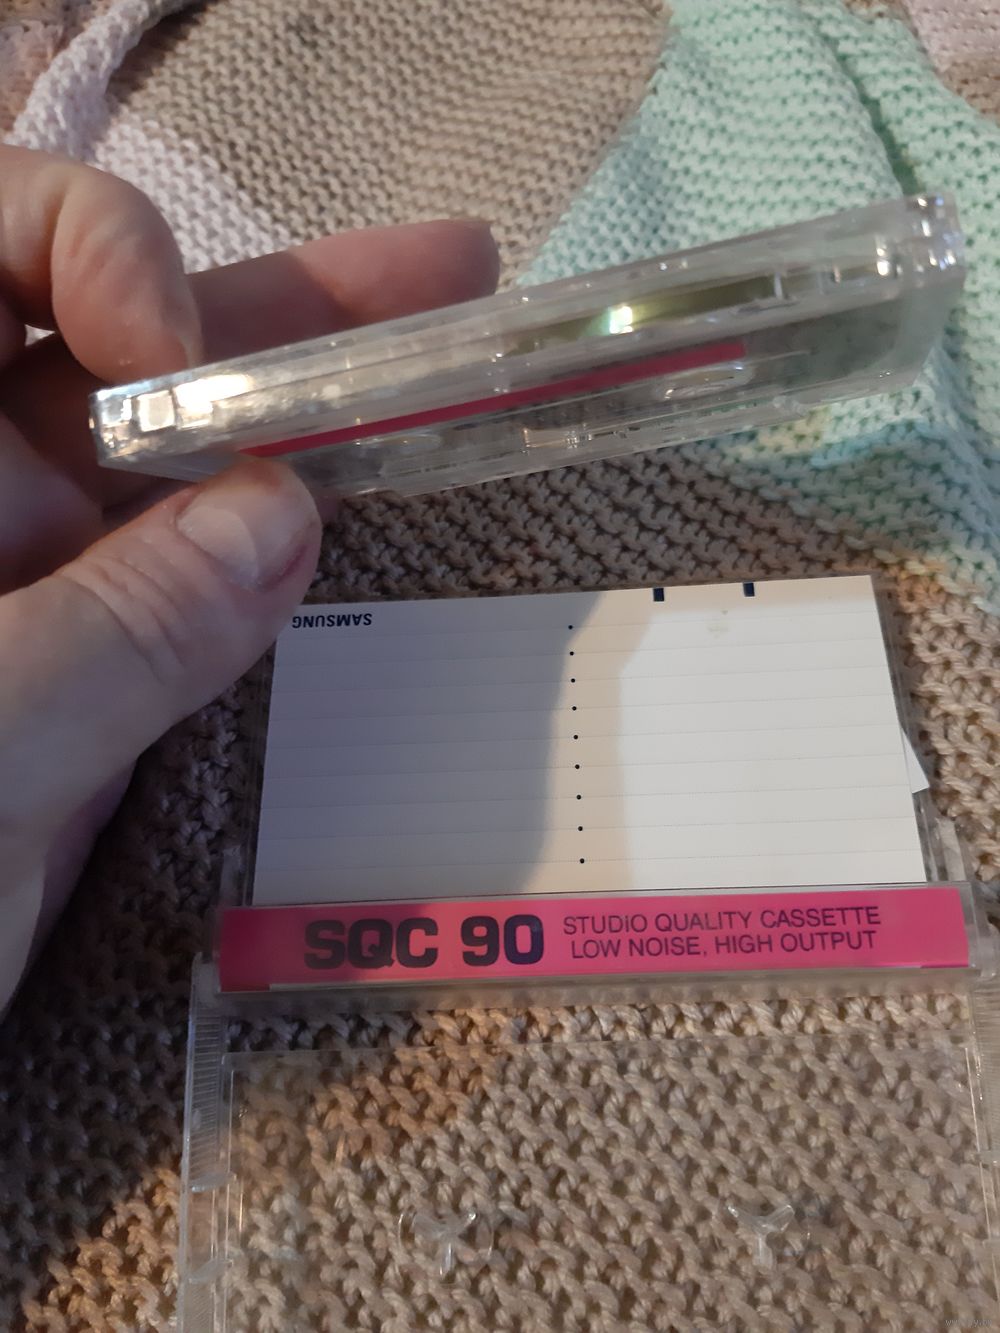 SAMSUNG
SQC 90
STUDIO QUALITY CASSETTE
LOW NOISE, HIGH OUTPUT